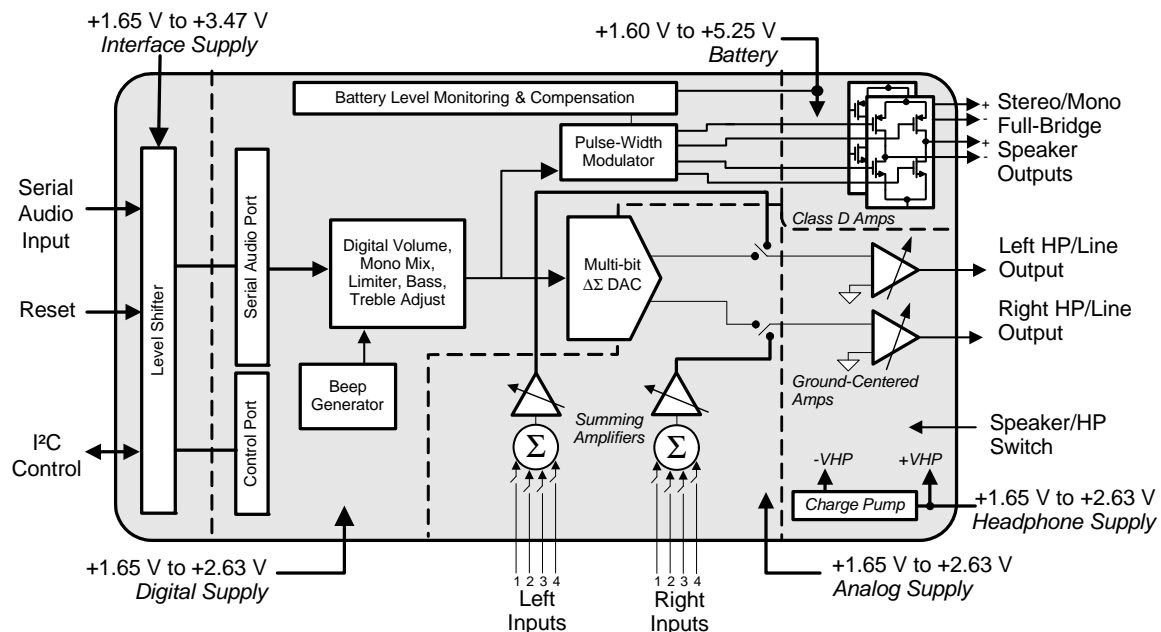 +1.65 V to +3.47 V
Interface Supply
+1.60 V to +5.25 V
Battery
Battery Level Monitoring & Compensation
Pulse-Width
Modulator
+
-
+
-
Stereo/Mono
Full-Bridge
Speaker
Outputs
Class D Amps
Serial
Audio
Input
Reset
I²C
Control
Level Shifter
Serial Audio Port
Control Port
Digital Volume,
Mono Mix,
Limiter, Bass,
Treble Adjust
Beep
Generator
Multi-bit
ΔΣ DAC
Left HP/Line
Output
Right HP/Line
Output
Ground-Centered
Amps
Summing
Amplifiers
Σ
Σ
Speaker/HP
Switch
-VHP
+VHP
Charge Pump
+1.65 V to +2.63 V
Headphone Supply
+1.65 V to +2.63 V
Digital Supply
1 2 3 4
Left
Inputs
1 2 3 4
Right
Inputs
+1.65 V to +2.63 V
Analog Supply